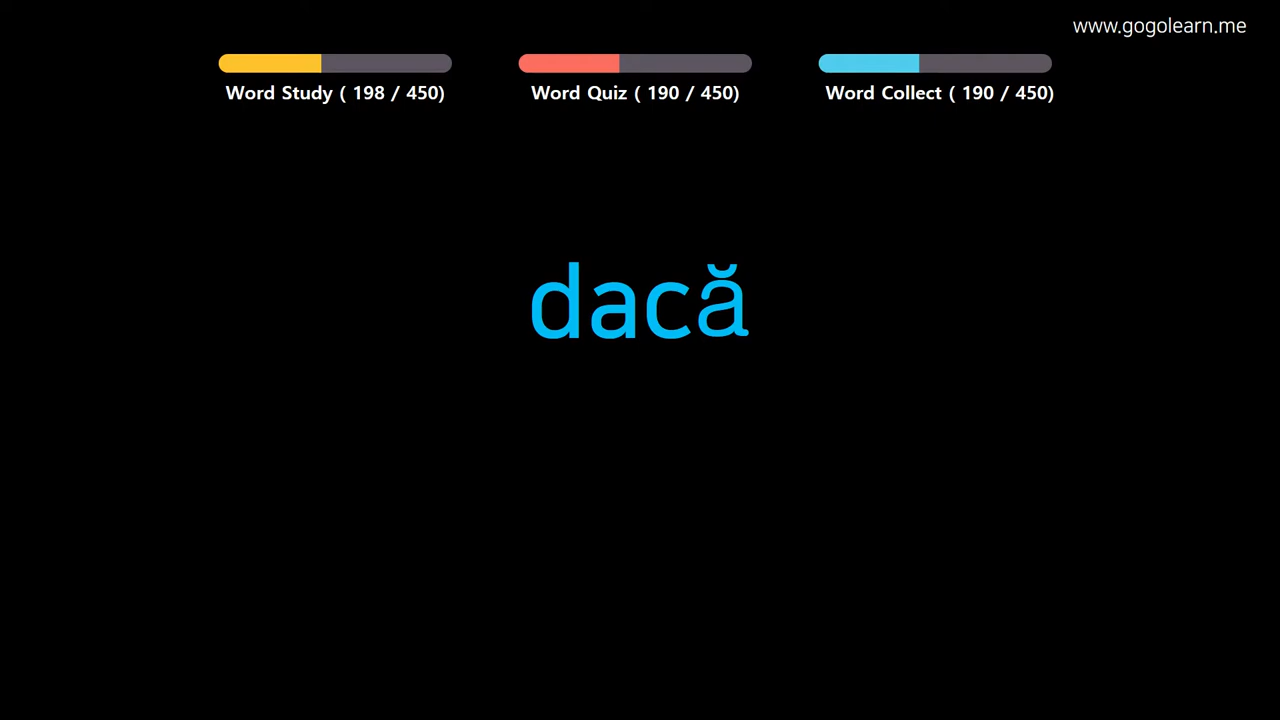 www.gogolearn.me
Word Study ( 198 / 450)
Word Quiz ( 190 / 450)
Word Collect ( 190 / 450)
dacă